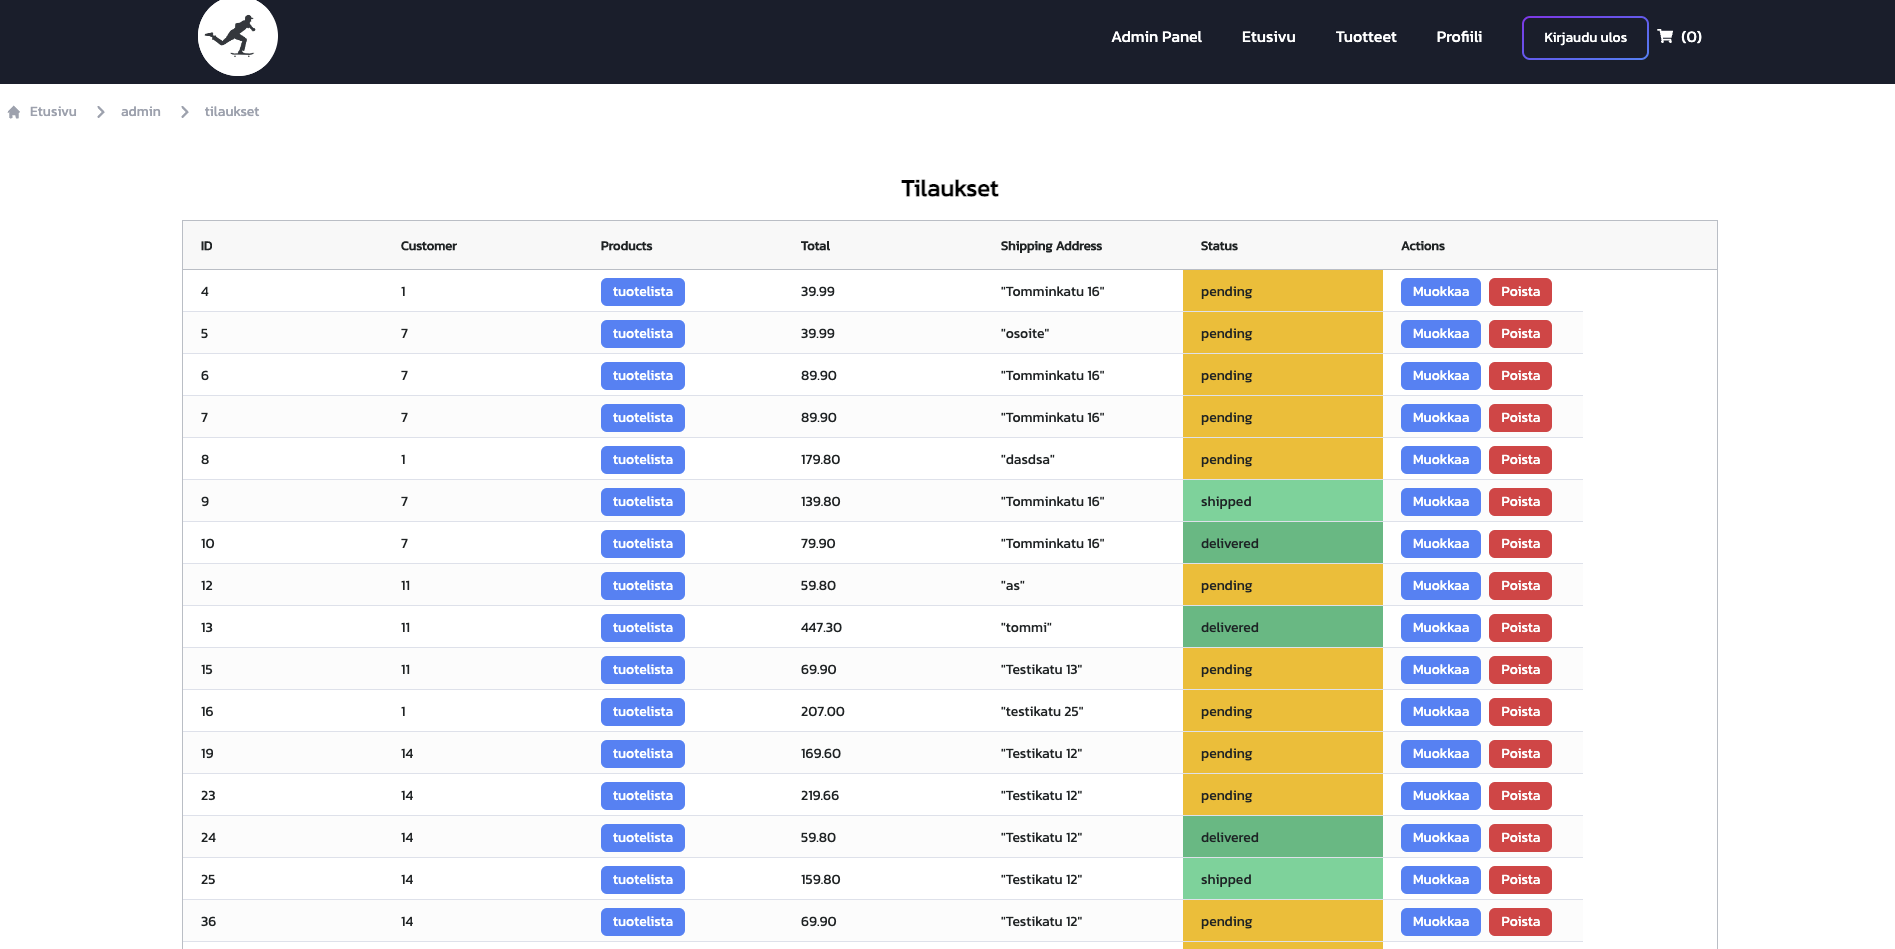 Admin Panel Etusivu Tuotteet Profiili Kirjaudu ulos (0)
Etusivu admin tilaukset
Tilaukset
ID Customer Products Total Shipping Address Status Actions
4 1 tuotelista 39.99 "Tomminkatu 16" pending Muokkaa Poista
5 7 tuotelista 39.99 "osoite" pending Muokkaa Poista
6 7 tuotelista 89.90 "Tomminkatu 16" pending Muokkaa Poista
7 7 tuotelista 89.90 "Tomminkatu 16" pending Muokkaa Poista
8 1 tuotelista 179.80 "dasdsa" pending Muokkaa Poista
9 7 tuotelista 139.80 "Tomminkatu 16" shipped Muokkaa Poista
10 7 tuotelista 79.90 "Tomminkatu 16" delivered Muokkaa Poista
12 11 tuotelista 59.80 "as" pending Muokkaa Poista
13 11 tuotelista 447.30 "tommi" delivered Muokkaa Poista
15 11 tuotelista 69.90 "Testikatu 13" pending Muokkaa Poista
16 1 tuotelista 207.00 "testikatu 25" pending Muokkaa Poista
19 14 tuotelista 169.60 "Testikatu 12" pending Muokkaa Poista
23 14 tuotelista 219.66 "Testikatu 12" pending Muokkaa Poista
24 14 tuotelista 59.80 "Testikatu 12" delivered Muokkaa Poista
25 14 tuotelista 159.80 "Testikatu 12" shipped Muokkaa Poista
36 14 tuotelista 69.90 "Testikatu 12" pending Muokkaa Poista